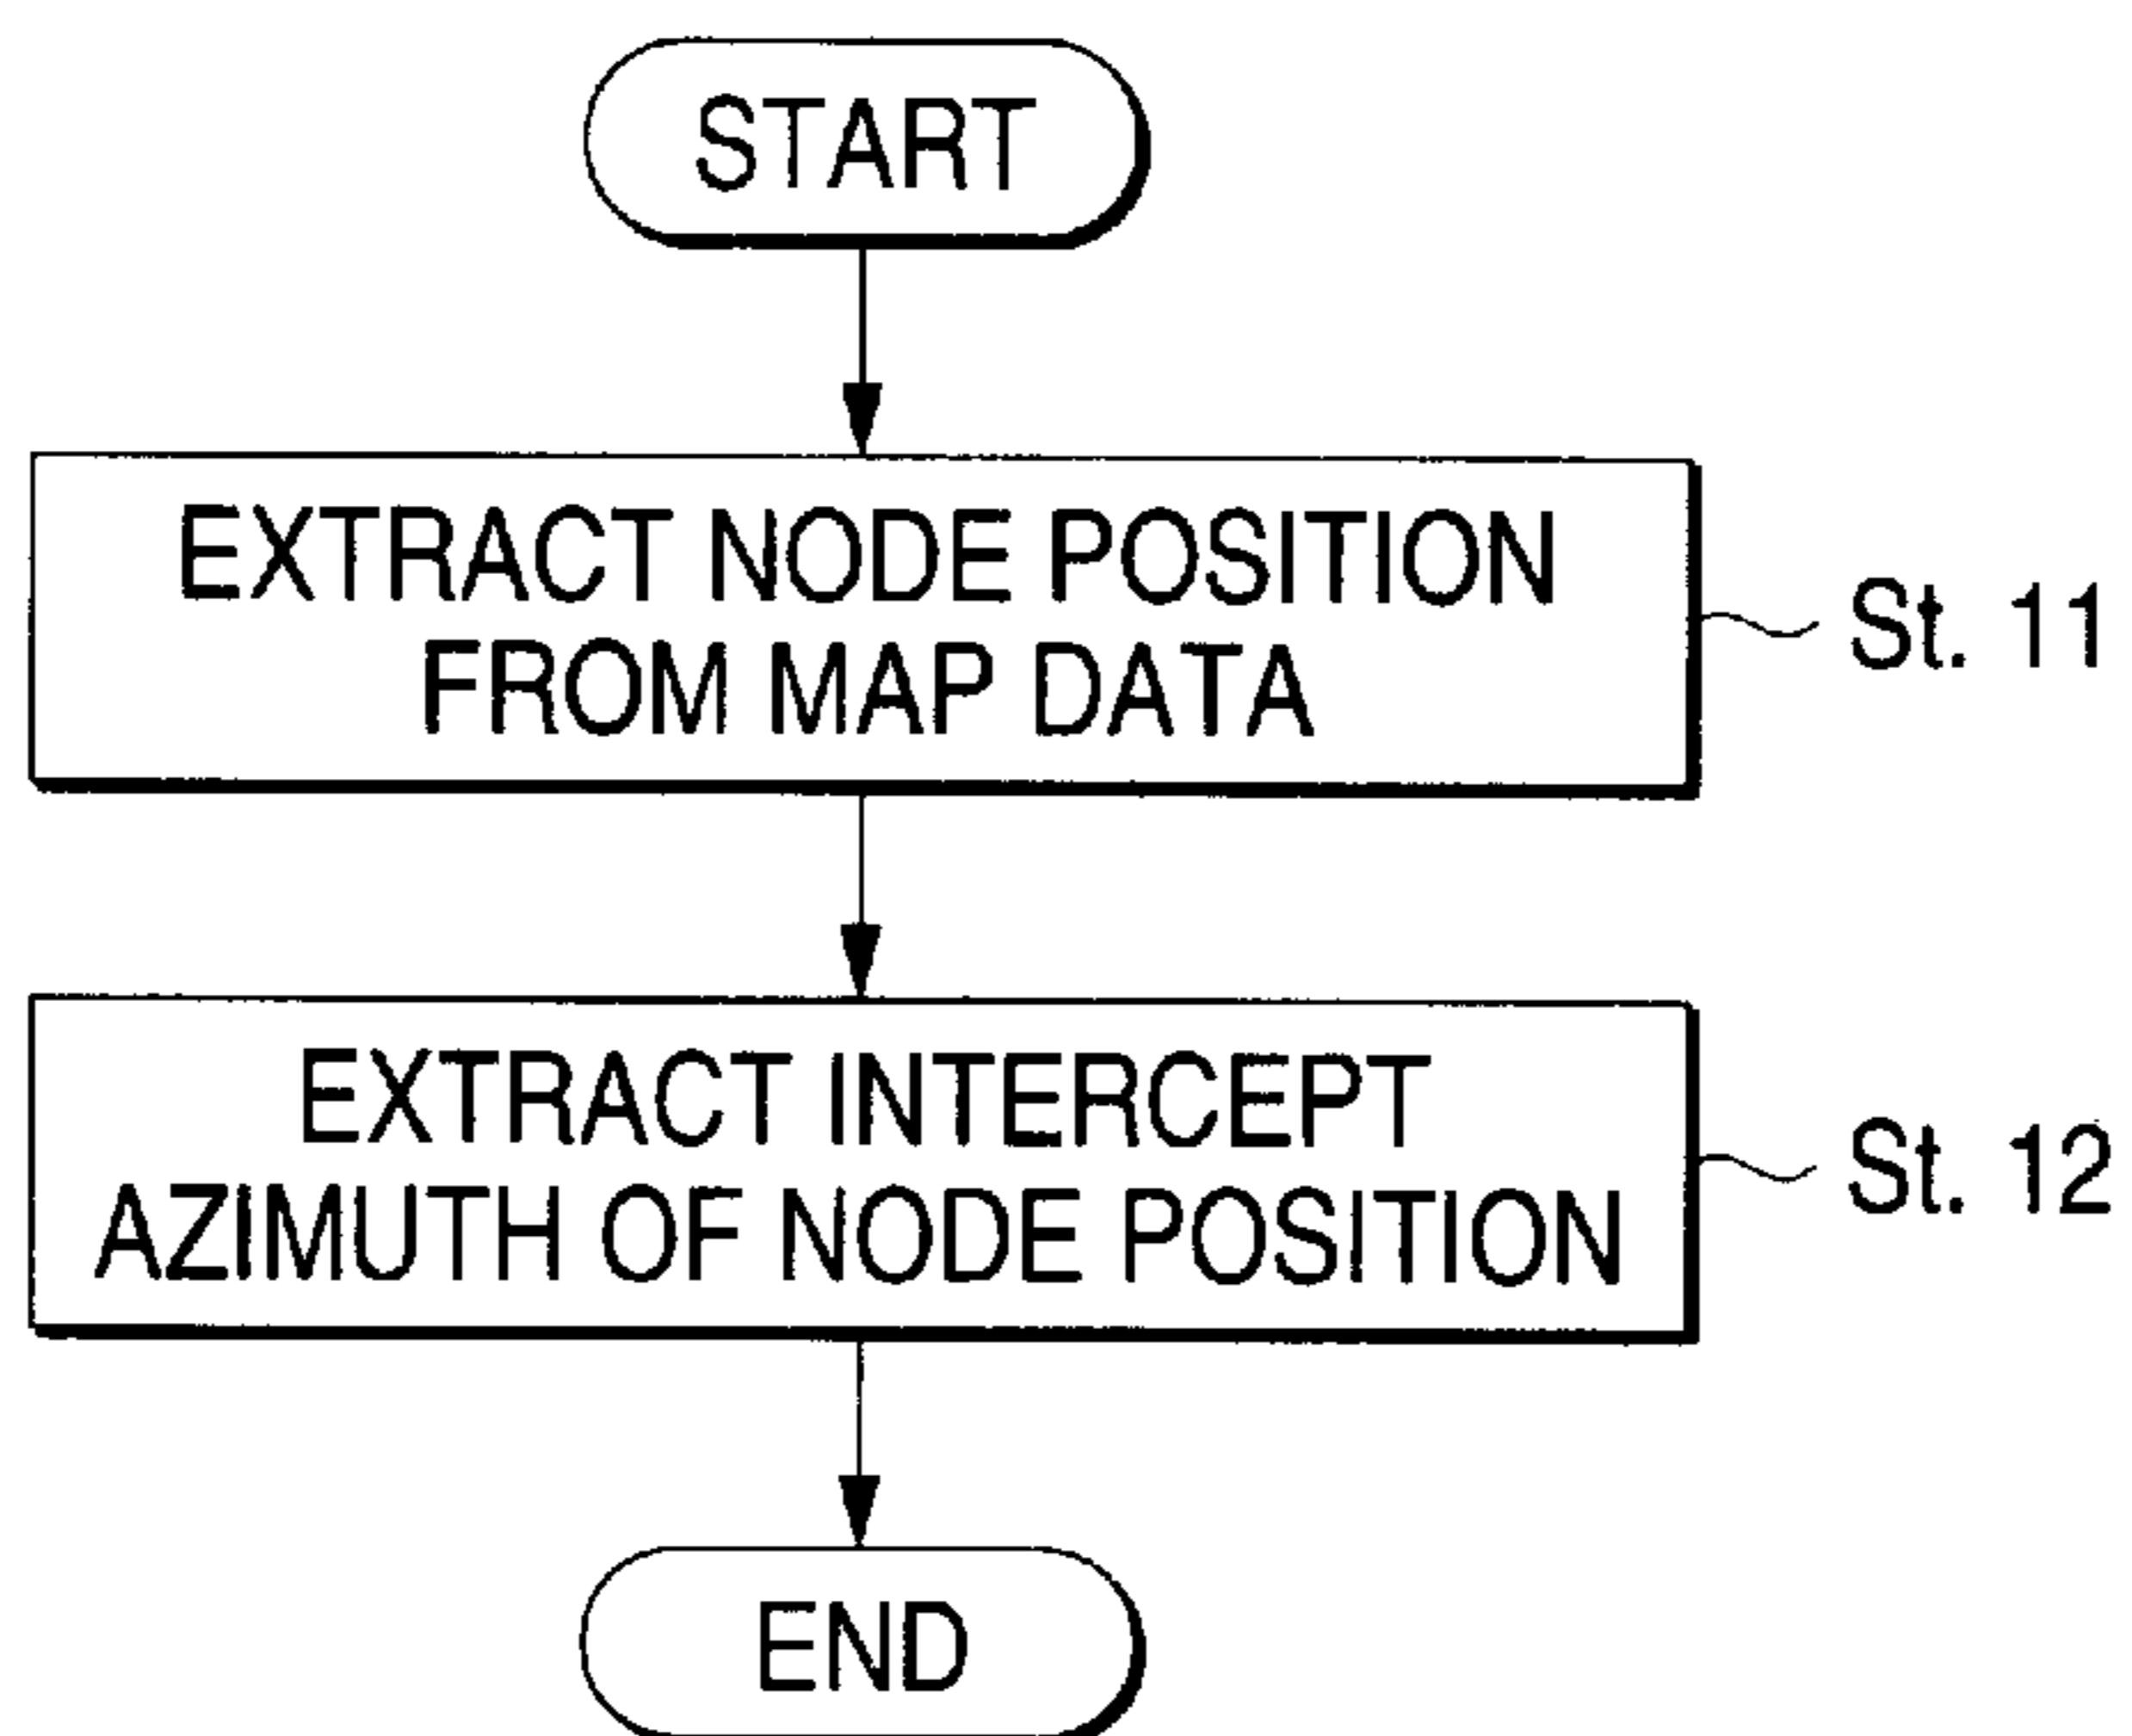 START
EXTRACT NODE POSITION
FROM MAP DATA
St. 11
EXTRACT INTERCEPT
AZIMUTH OF NODE POSITION
St. 12
END